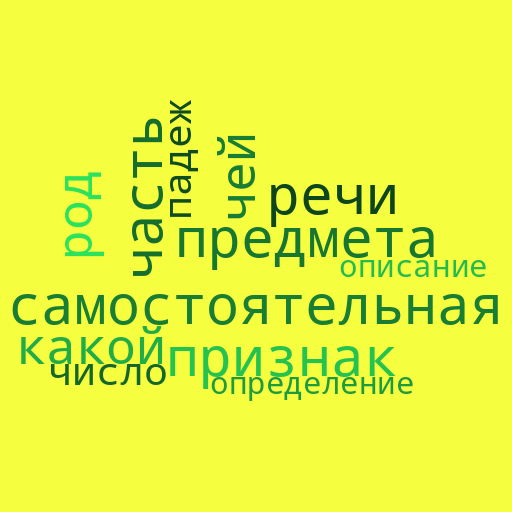 род
часть
падеж
чей
речи
предмета
описание
самостоятельная
какой
признак
число
определение